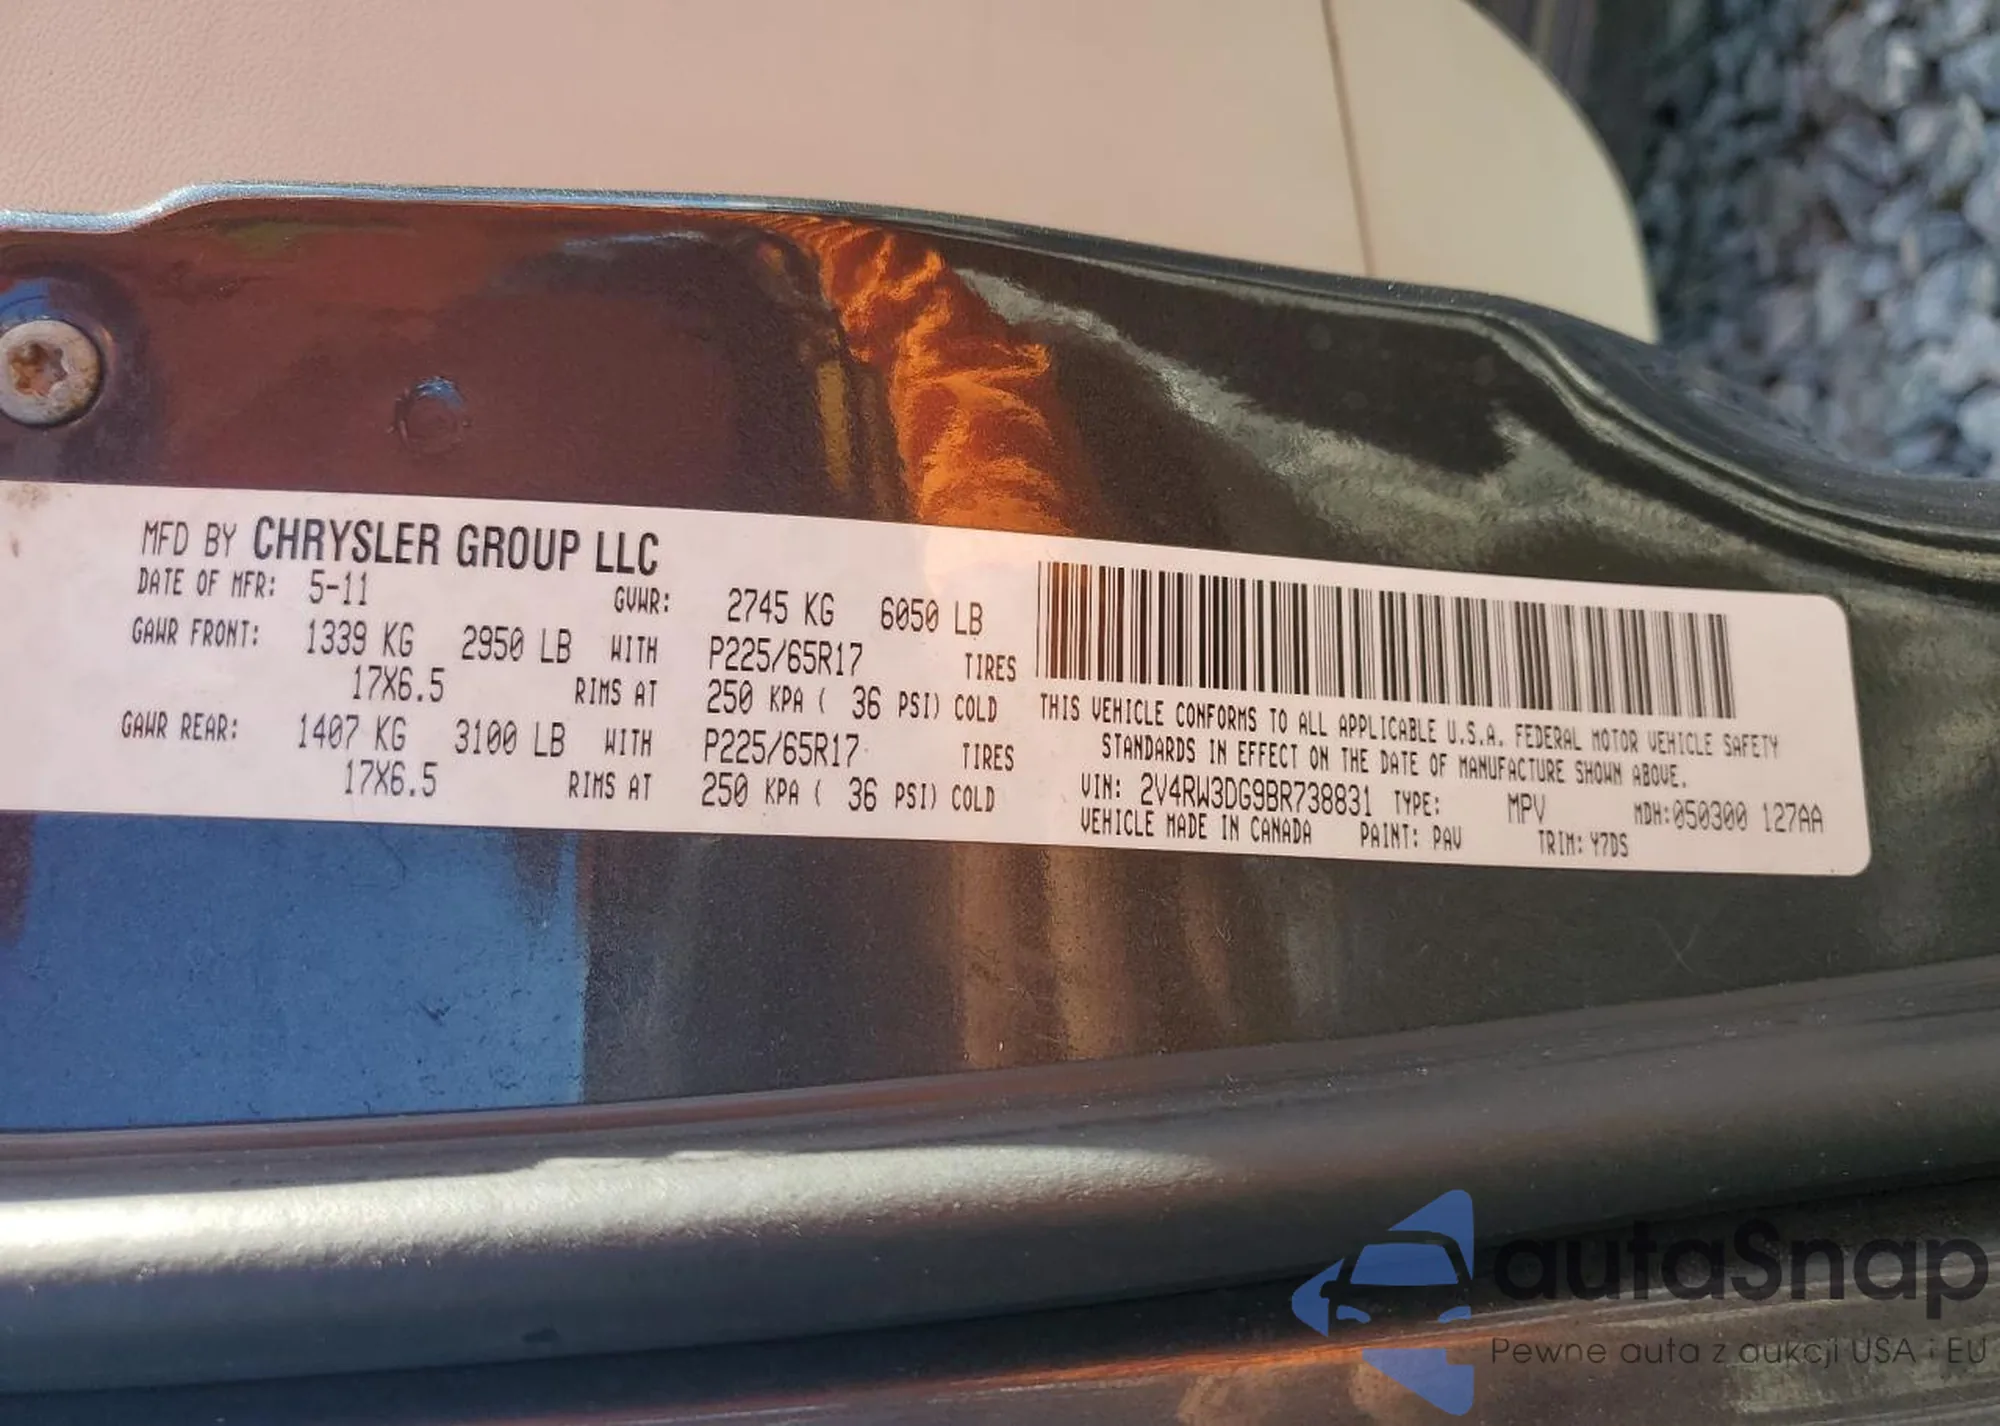 MFD BY CHRYSLER GROUP LLC
DATE OF MFR: 5-11 GVWR: 2745 KG 6050 LB
GAWR FRONT: 1339 KG 2950 LB WITH P225/65R17 TIRES
17X6.5 RIMS AT 250 KPA ( 36 PSI) COLD
GAWR REAR: 1407 KG 3100 LB WITH P225/65R17 TIRES
17X6.5 RIMS AT 250 KPA ( 36 PSI) COLD
THIS VEHICLE CONFORMS TO ALL APPLICABLE U.S.A. FEDERAL MOTOR VEHICLE SAFETY
STANDARDS IN EFFECT ON THE DATE OF MANUFACTURE SHOWN ABOVE.
VIN: 2V4RW3DG9BR738831 TYPE: MPV MDH:050300 127AA
VEHICLE MADE IN CANADA PAINT: PAV TRIM: Y7DS
autaSnap
Pewne auta z aukcji USA i EU